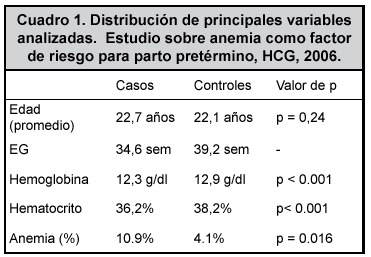 Cuadro 1. Distribución de principales variables
analizadas.  Estudio sobre anemia como factor
de riesgo para parto pretérmino, HCG, 2006.
Casos Controles Valor de p
Edad
(promedio) 22,7 años 22,1 años p = 0,24
EG 34,6 sem 39,2 sem -
Hemoglobina 12,3 g/dl 12,9 g/dl p < 0.001
Hematocrito 36,2% 38,2% p< 0.001
Anemia (%) 10.9% 4.1% p = 0.016